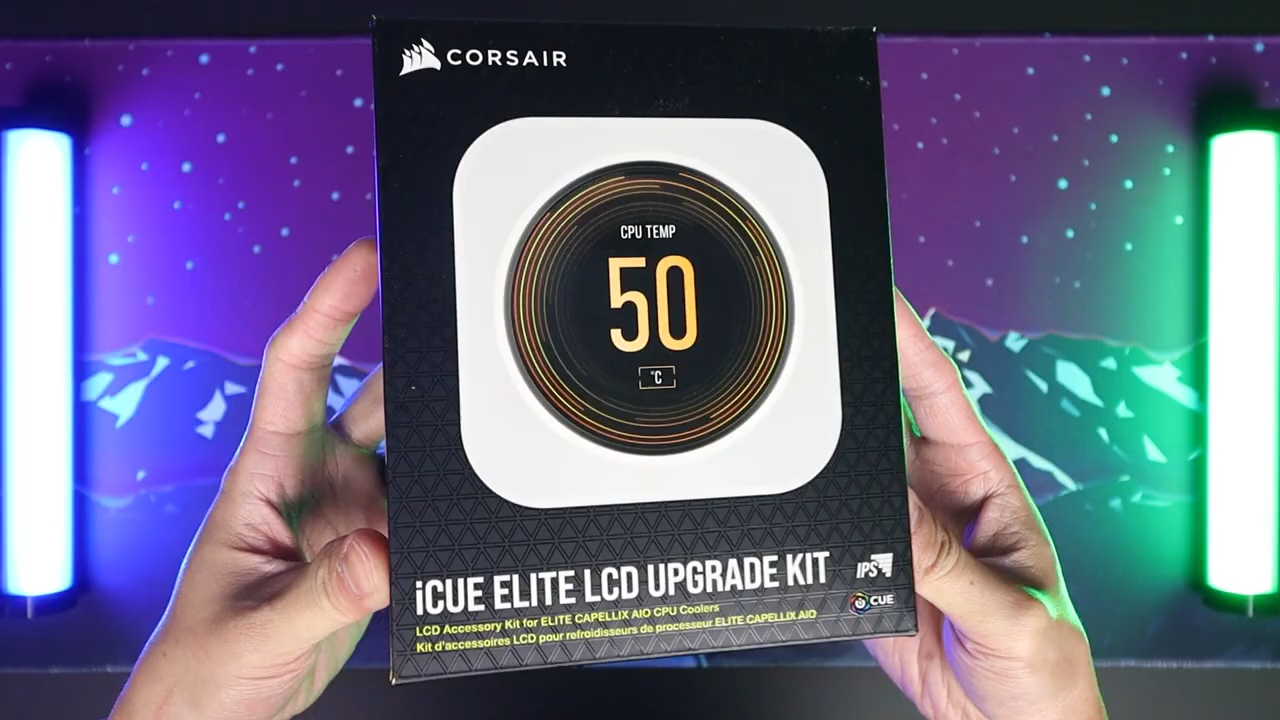 CORSAIR
CPU TEMP
50
°C
iCUE ELITE LCD UPGRADE KIT
IPS
iCUE
LCD Accessory Kit for ELITE CAPELLIX AIO CPU Coolers
Kit d'accessoires LCD pour refroidisseurs de processeur ELITE CAPELLIX AIO